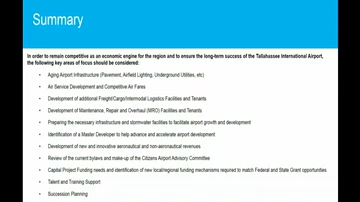 Summary
In order to remain competitive as an economic engine for the region and to ensure the long-term success of the Tallahassee International Airport,
the following key areas of focus should be considered:
• Aging Airport Infrastructure (Pavement, Airfield Lighting, Underground Utilities, etc)
• Air Service Development and Competitive Air Fares
• Development of additional Freight/Cargo/Intermodal Logistics Facilities and Tenants
• Development of Maintenance, Repair and Overhaul (MRO) Facilities and Tenants
• Preparing the necessary infrastructure and stormwater facilities to facilitate airport growth and development
• Identification of a Master Developer to help advance and accelerate airport development
• Development of new and innovative aeronautical and non-aeronautical revenues
• Review of the current bylaws and make-up of the Citizens Airport Advisory Committee
• Capital Project Funding needs and identification of new local/regional funding mechanisms required to match Federal and State Grant opportunities
• Talent and Training Support
• Succession Planning